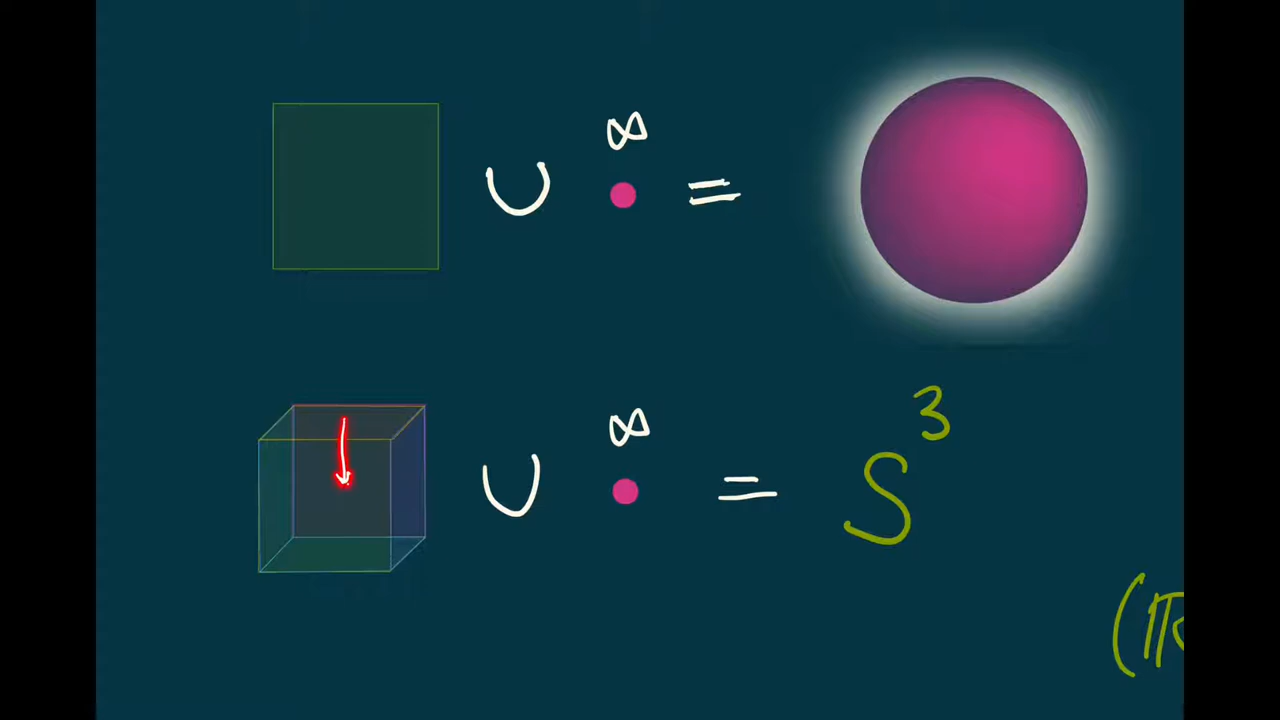 ∞
∪ =
∞
∪ = S³
(ℝ